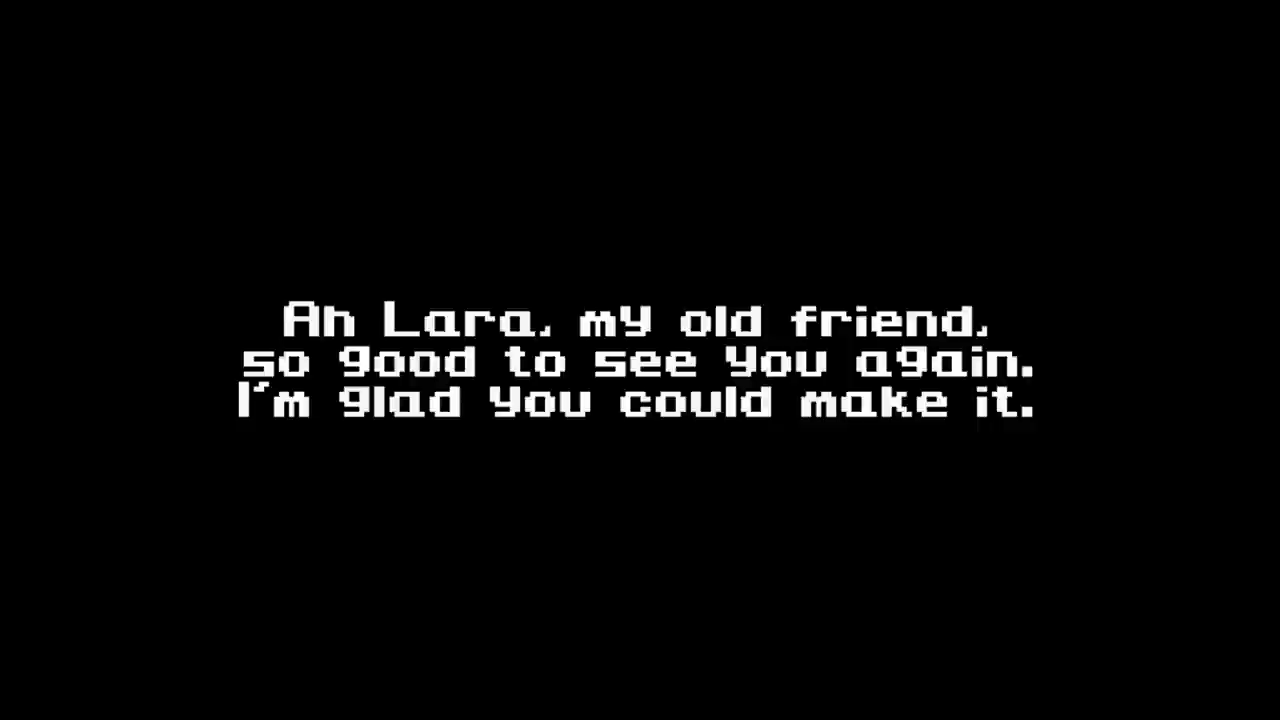 Ah Lara, my old friend,
so good to see you again.
I'm glad you could make it.